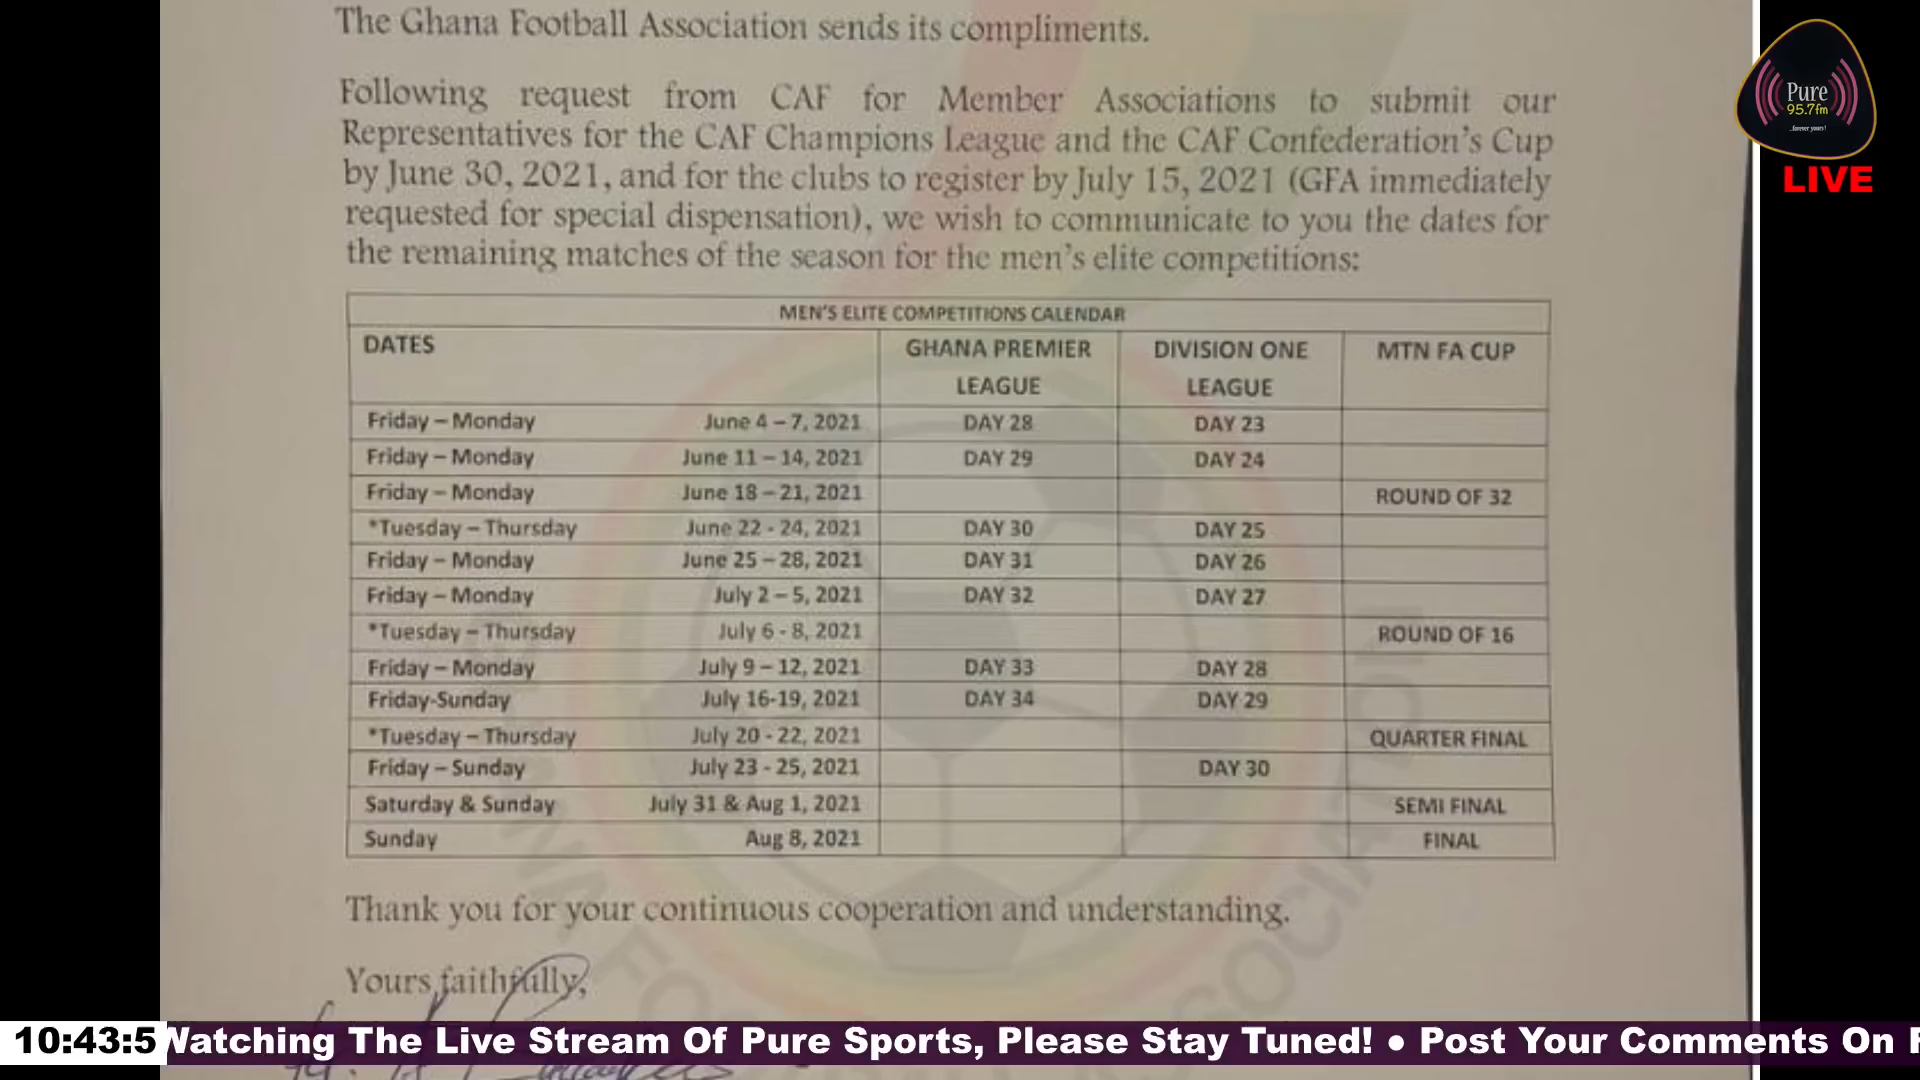 The Ghana Football Association sends its compliments.
Following request from CAF for Member Associations to submit our
Representatives for the CAF Champions League and the CAF Confederation's Cup
by June 30, 2021, and for the clubs to register by July 15, 2021 (GFA immediately
requested for special dispensation), we wish to communicate to you the dates for
the remaining matches of the season for the men's elite competitions:
MEN'S ELITE COMPETITIONS CALENDAR
DATES GHANA PREMIER LEAGUE DIVISION ONE LEAGUE MTN FA CUP
Friday – Monday June 4 – 7, 2021 DAY 28 DAY 23
Friday – Monday June 11 – 14, 2021 DAY 29 DAY 24
Friday – Monday June 18 – 21, 2021 ROUND OF 32
*Tuesday – Thursday June 22 - 24, 2021 DAY 30 DAY 25
Friday – Monday June 25 – 28, 2021 DAY 31 DAY 26
Friday – Monday July 2 – 5, 2021 DAY 32 DAY 27
*Tuesday – Thursday July 6 - 8, 2021 ROUND OF 16
Friday – Monday July 9 – 12, 2021 DAY 33 DAY 28
Friday-Sunday July 16-19, 2021 DAY 34 DAY 29
*Tuesday – Thursday July 20 - 22, 2021 QUARTER FINAL
Friday – Sunday July 23 - 25, 2021 DAY 30
Saturday & Sunday July 31 & Aug 1, 2021 SEMI FINAL
Sunday Aug 8, 2021 FINAL
Thank you for your continuous cooperation and understanding.
Yours faithfully,
Pure
95.7fm
...forever yours!
LIVE
10:43:5 Watching The Live Stream Of Pure Sports, Please Stay Tuned! ● Post Your Comments On